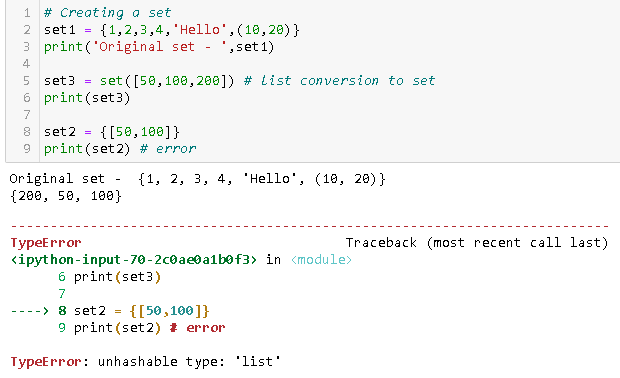 1 # Creating a set
2 set1 = {1,2,3,4,'Hello',(10,20)}
3 print('Original set - ',set1)
4
5 set3 = set([50,100,200]) # List conversion to set
6 print(set3)
7
8 set2 = {[50,100]}
9 print(set2) # error
Original set -  {1, 2, 3, 4, 'Hello', (10, 20)}
{200, 50, 100}
---------------------------------------------------------------------------
TypeError                                 Traceback (most recent call last)
<ipython-input-70-2c0ae0a1b0f3> in <module>
      6 print(set3)
      7
----> 8 set2 = {[50,100]}
      9 print(set2) # error
TypeError: unhashable type: 'list'